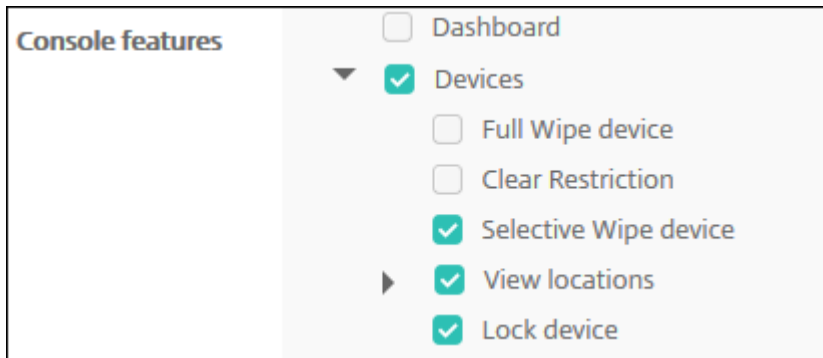 Console features
Dashboard
Devices
Full Wipe device
Clear Restriction
Selective Wipe device
View locations
Lock device